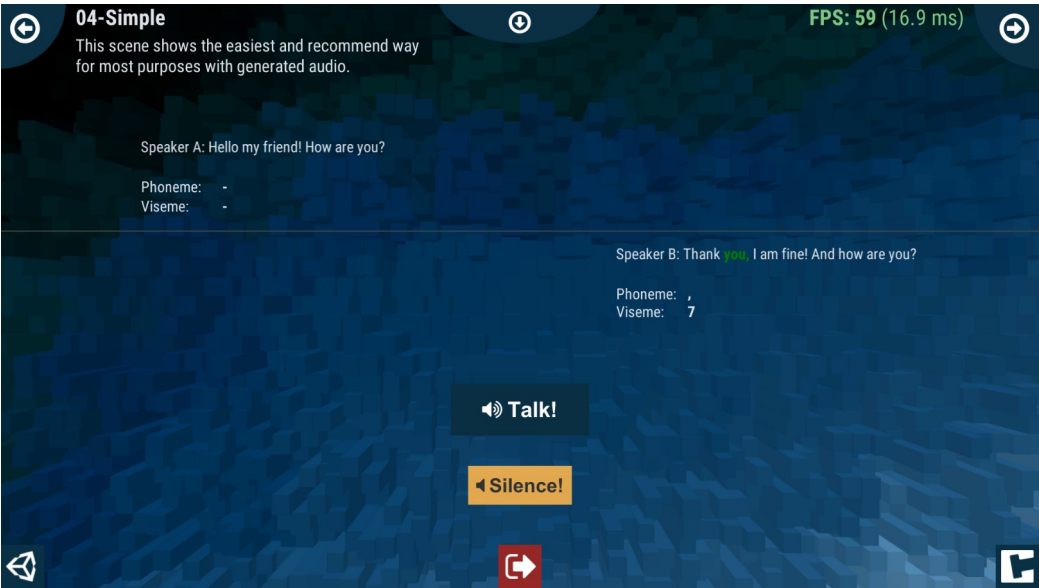 04-Simple
This scene shows the easiest and recommend way
for most purposes with generated audio.
FPS: 59 (16.9 ms)
Speaker A: Hello my friend! How are you?
Phoneme: -
Viseme: -
Speaker B: Thank you, I am fine! And how are you?
Phoneme: ,
Viseme: 7
Talk!
Silence!